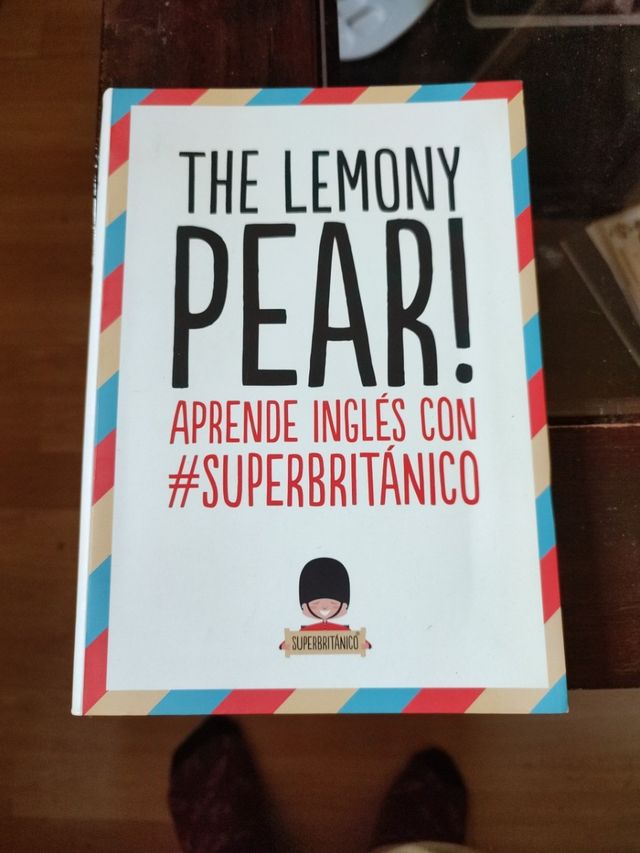 THE LEMONY
PEAR!
APRENDE INGLÉS CON
#SUPERBRITÁNICO
SUPERBRITÁNICO